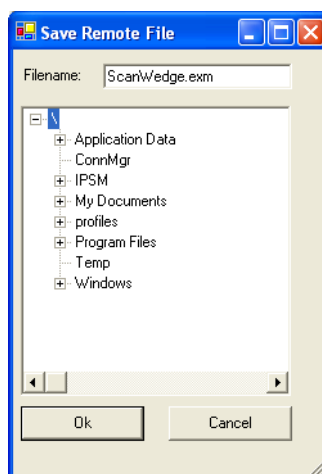 Save Remote File
Filename: ScanWedge.exm
\
Application Data
ConnMgr
IPSM
My Documents
profiles
Program Files
Temp
Windows
Ok Cancel